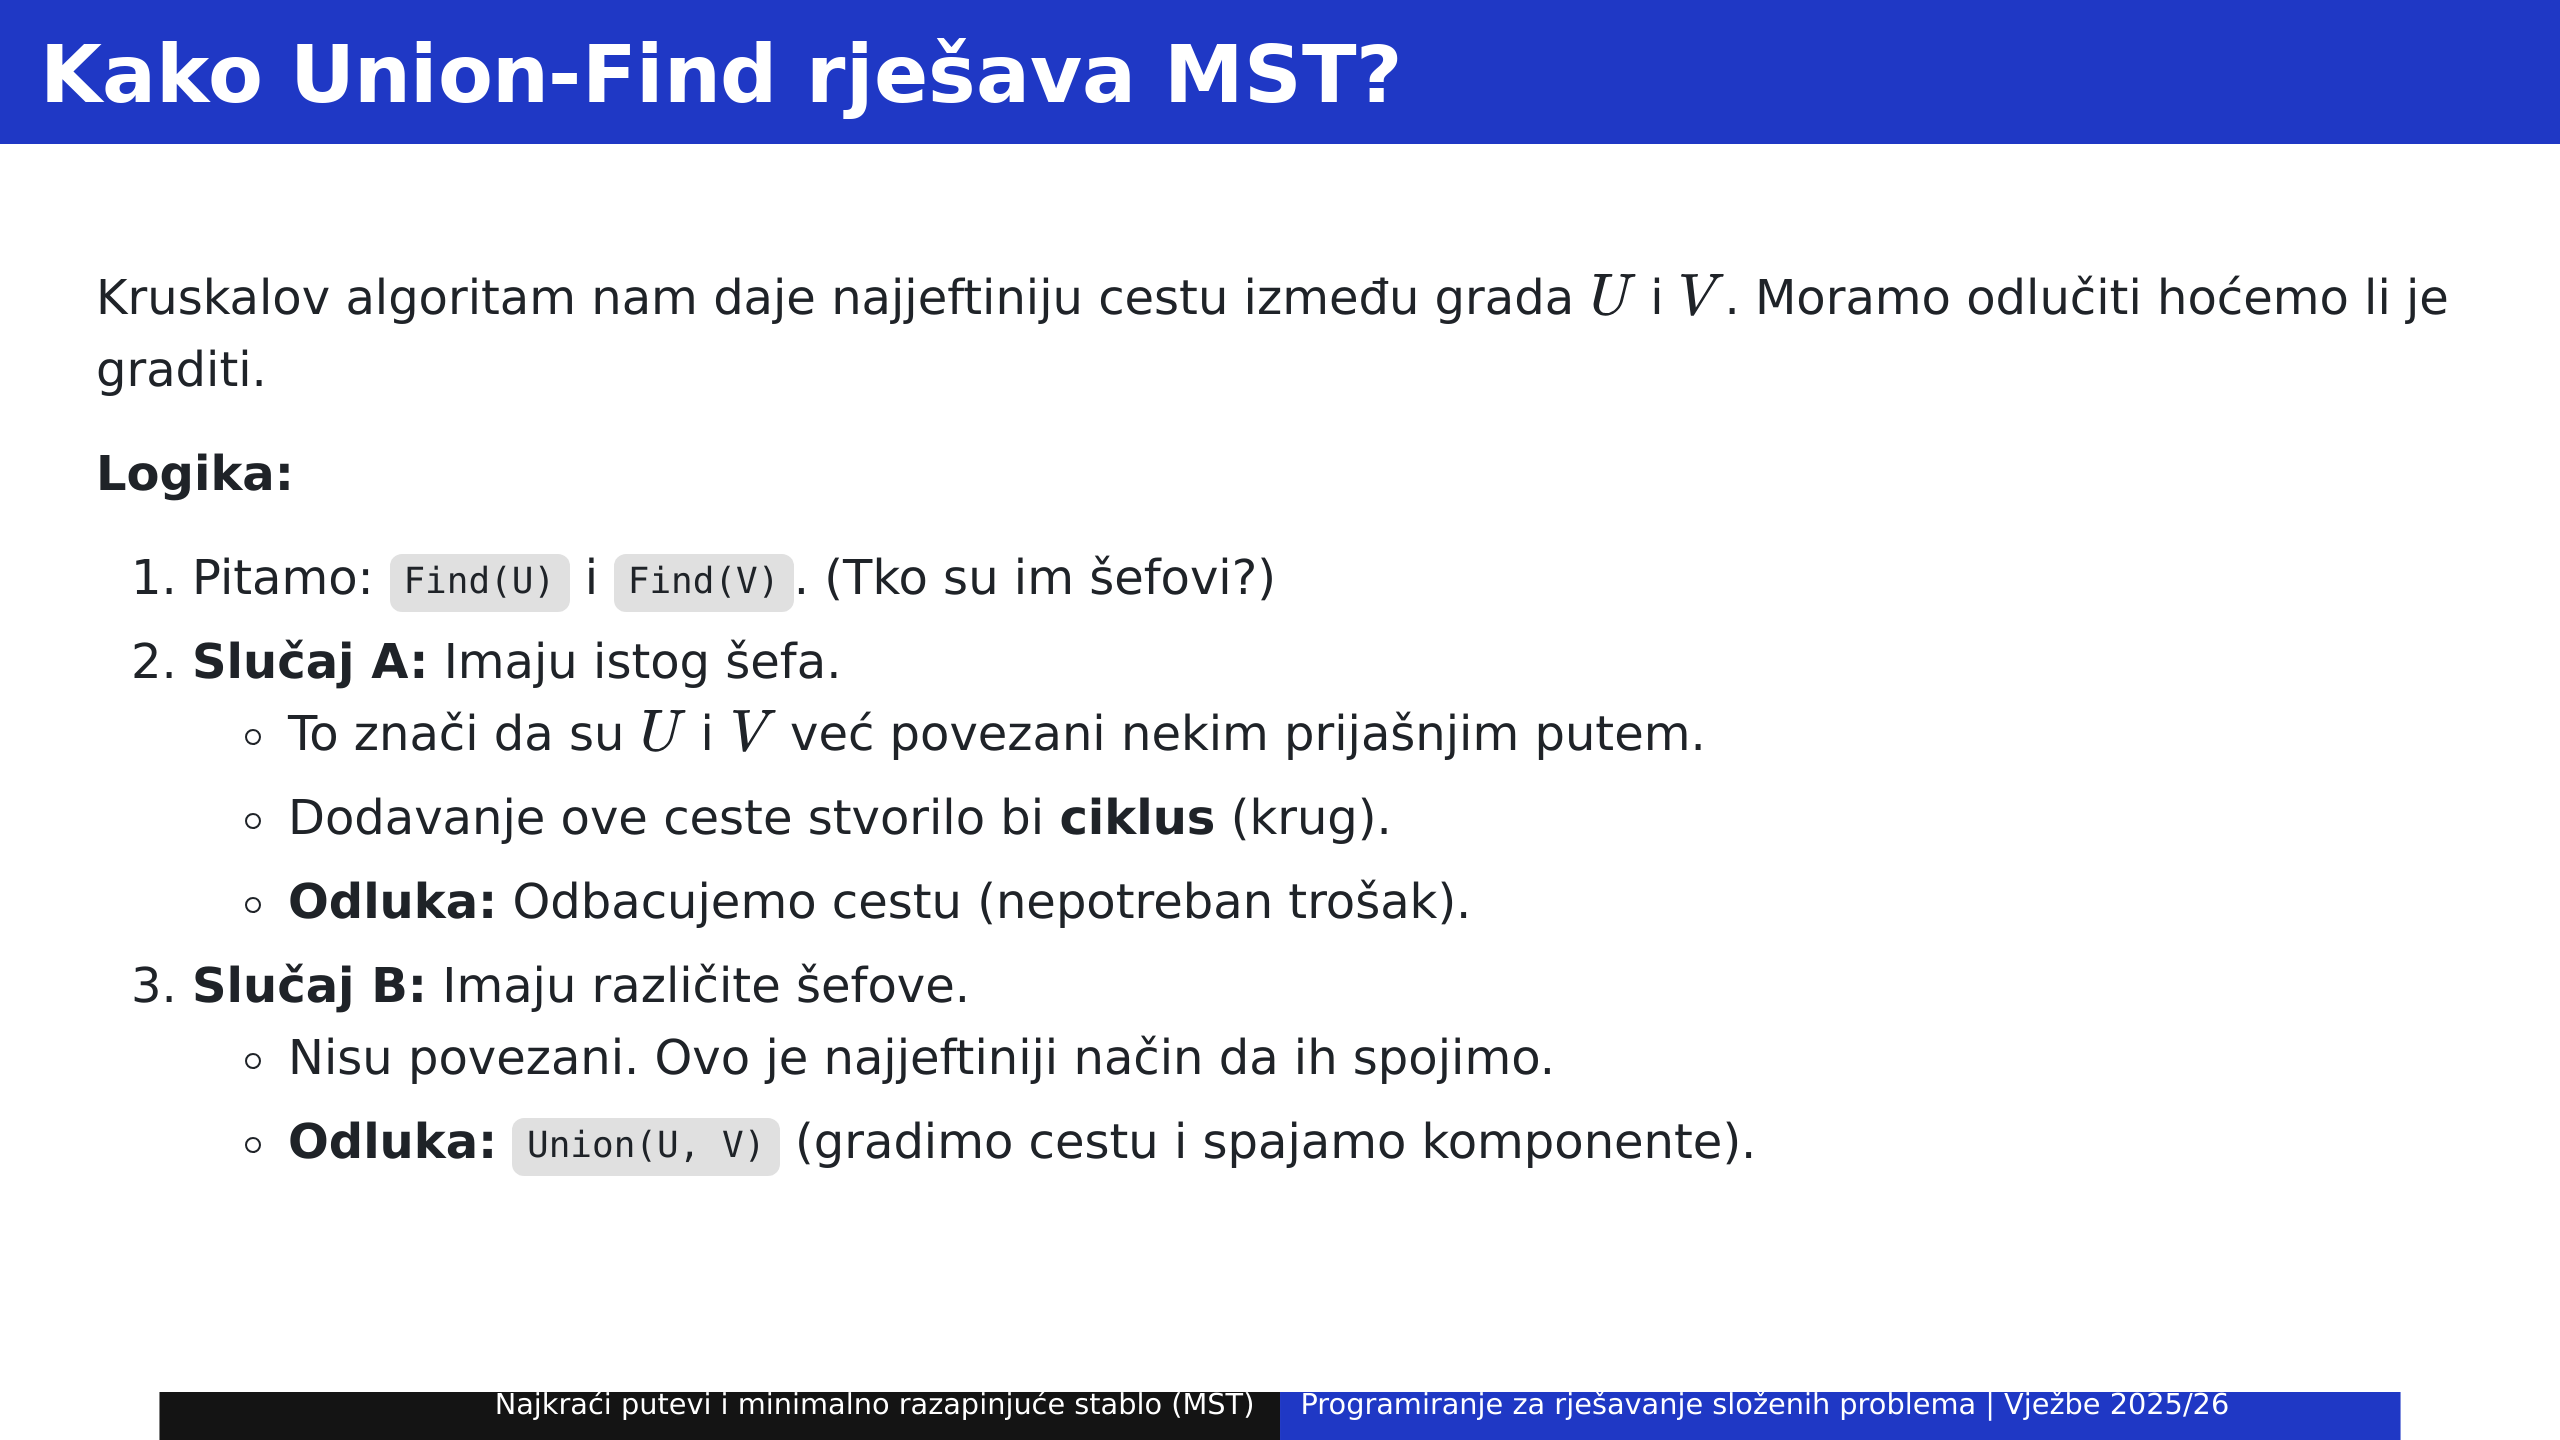 Kako Union-Find rješava MST?
Kruskalov algoritam nam daje najjeftiniju cestu između grada U i V. Moramo odlučiti hoćemo li je
graditi.
Logika:
1. Pitamo: Find(U) i Find(V). (Tko su im šefovi?)
2. Slučaj A: Imaju istog šefa.
◦ To znači da su U i V već povezani nekim prijašnjim putem.
◦ Dodavanje ove ceste stvorilo bi ciklus (krug).
◦ Odluka: Odbacujemo cestu (nepotreban trošak).
3. Slučaj B: Imaju različite šefove.
◦ Nisu povezani. Ovo je najjeftiniji način da ih spojimo.
◦ Odluka: Union(U, V) (gradimo cestu i spajamo komponente).
Najkraći putevi i minimalno razapinjuće stablo (MST)
Programiranje za rješavanje složenih problema | Vježbe 2025/26